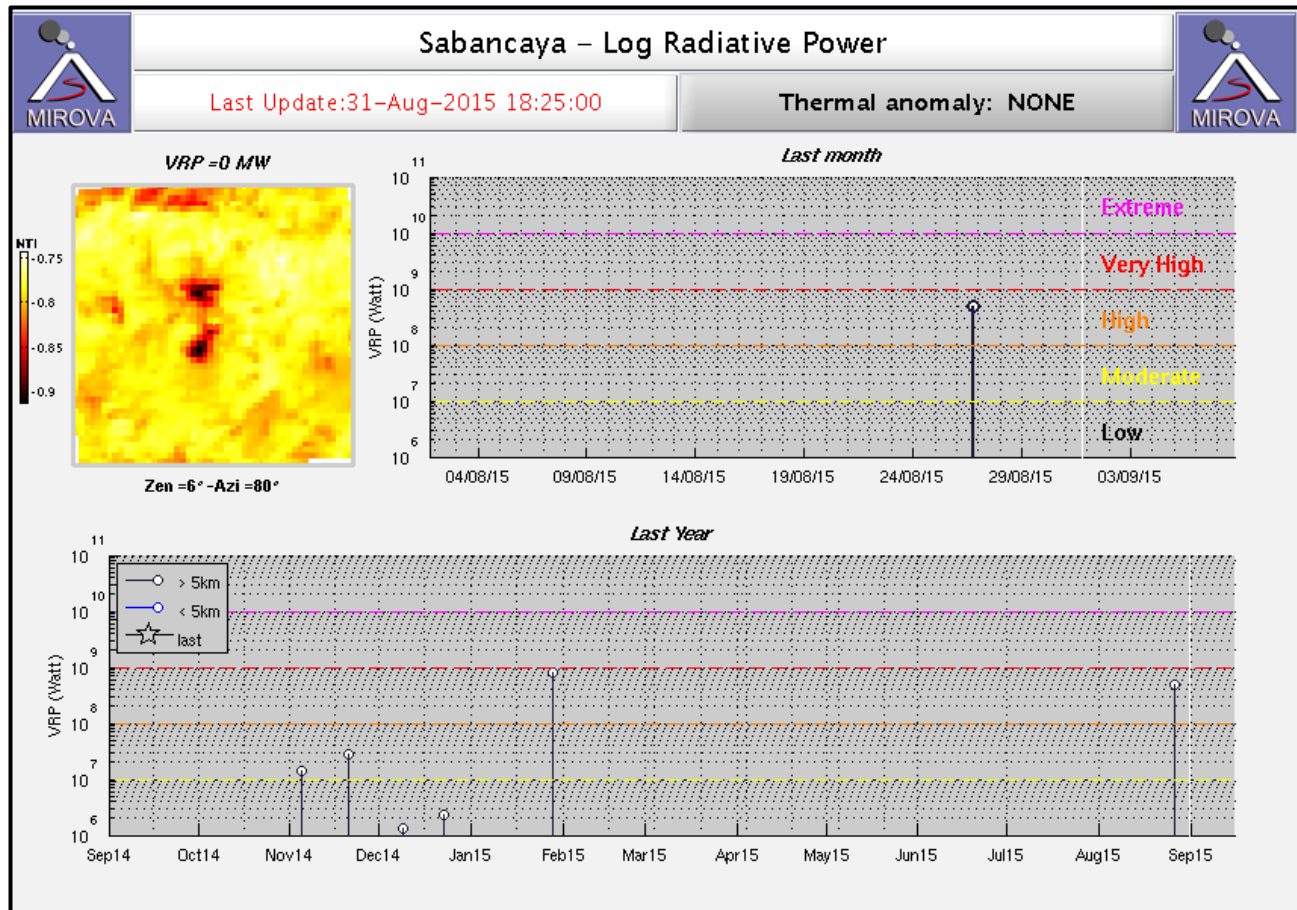 Sabancaya – Log Radiative Power
MIROVA
Last Update:31–Aug–2015 18:25:00
Thermal anomaly: NONE
MIROVA
VRP =0 MW
NTI
-0.75
-0.8
-0.85
-0.9
Zen =6° -Azi =80°
Last month
VRP (Watt)
10 11
10 10
10 9
10 8
10 7
10 6
Extreme
Very High
High
Moderate
Low
04/08/15 09/08/15 14/08/15 19/08/15 24/08/15 29/08/15 03/09/15
Last Year
VRP (Watt)
10 11
10 10
10 9
10 8
10 7
10 6
> 5km
< 5km
last
Sep14 Oct14 Nov14 Dec14 Jan15 Feb15 Mar15 Apr15 May15 Jun15 Jul15 Aug15 Sep15